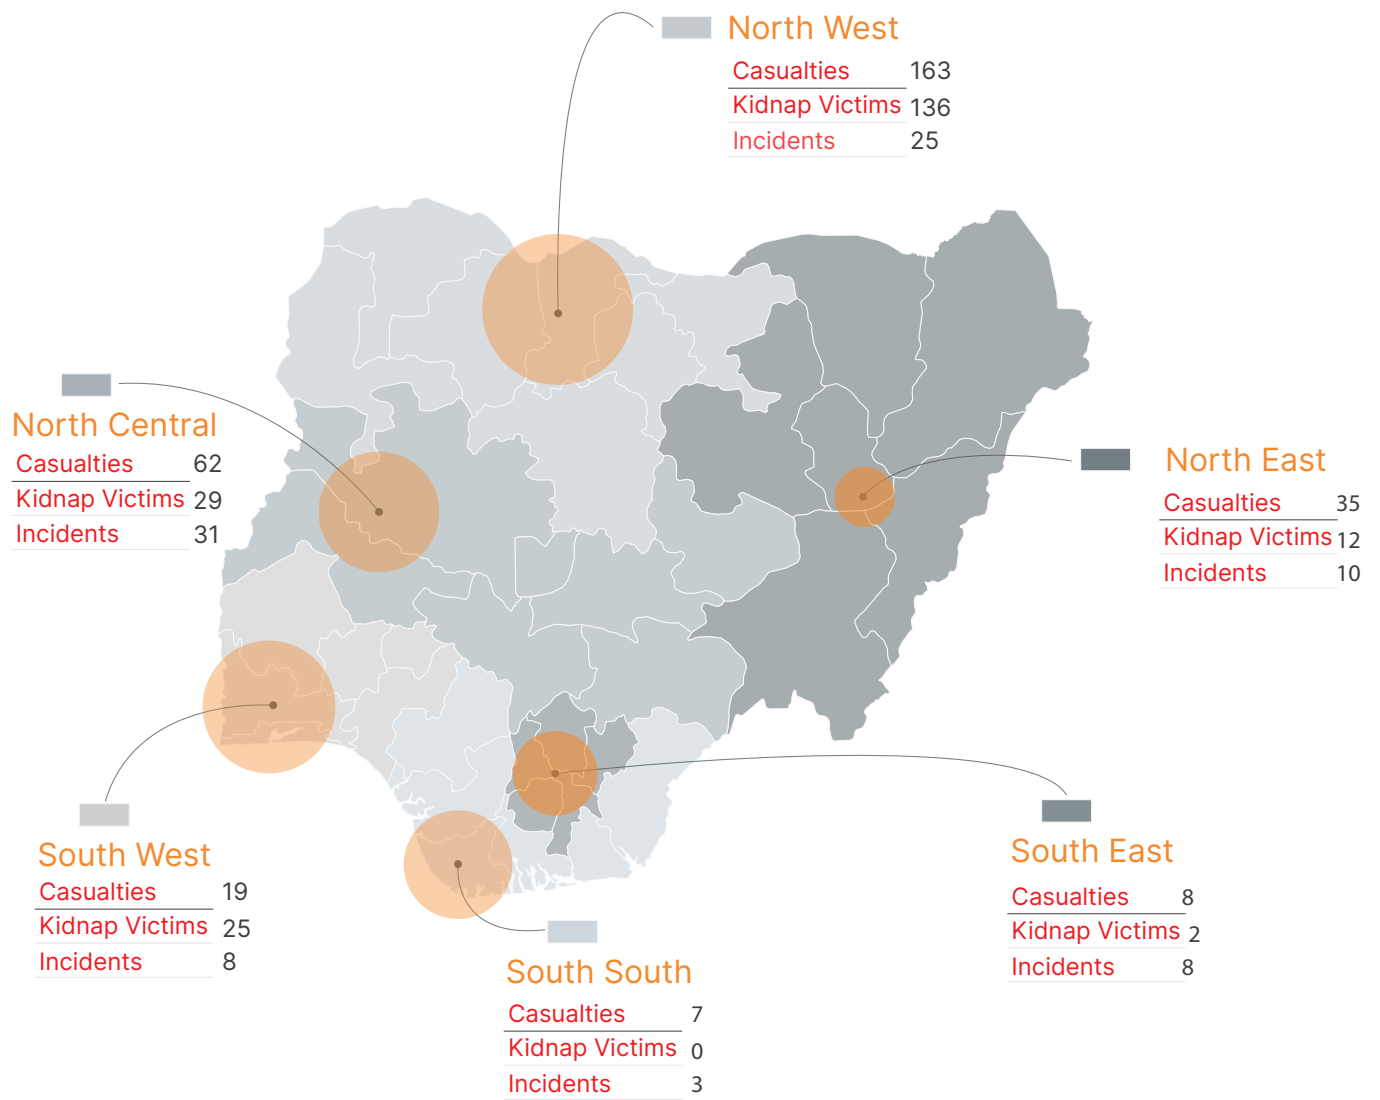 North West
Casualties 163
Kidnap Victims 136
Incidents 25
North Central
Casualties 62
Kidnap Victims 29
Incidents 31
North East
Casualties 35
Kidnap Victims 12
Incidents 10
South West
Casualties 19
Kidnap Victims 25
Incidents 8
South East
Casualties 8
Kidnap Victims 2
Incidents 8
South South
Casualties 7
Kidnap Victims 0
Incidents 3